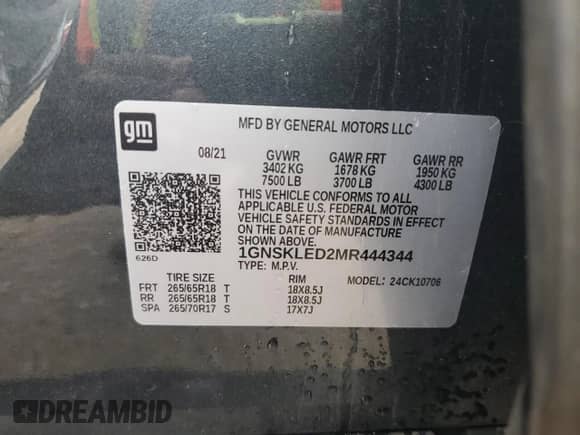 gm
MFD BY GENERAL MOTORS LLC
08/21 GVWR GAWR FRT GAWR RR
3402 KG 1678 KG 1950 KG
7500 LB 3700 LB 4300 LB
THIS VEHICLE CONFORMS TO ALL
APPLICABLE U.S. FEDERAL MOTOR
VEHICLE SAFETY STANDARDS IN EFFECT
ON THE DATE OF MANUFACTURE
SHOWN ABOVE.
626D
1GNSKLED2MR444344
TYPE: M.P.V. MODEL: 24CK10706
TIRE SIZE RIM
FRT 265/65R18 T 18X8.5J
RR 265/65R18 T 18X8.5J
SPA 265/70R17 S 17X7J
DREAMBID